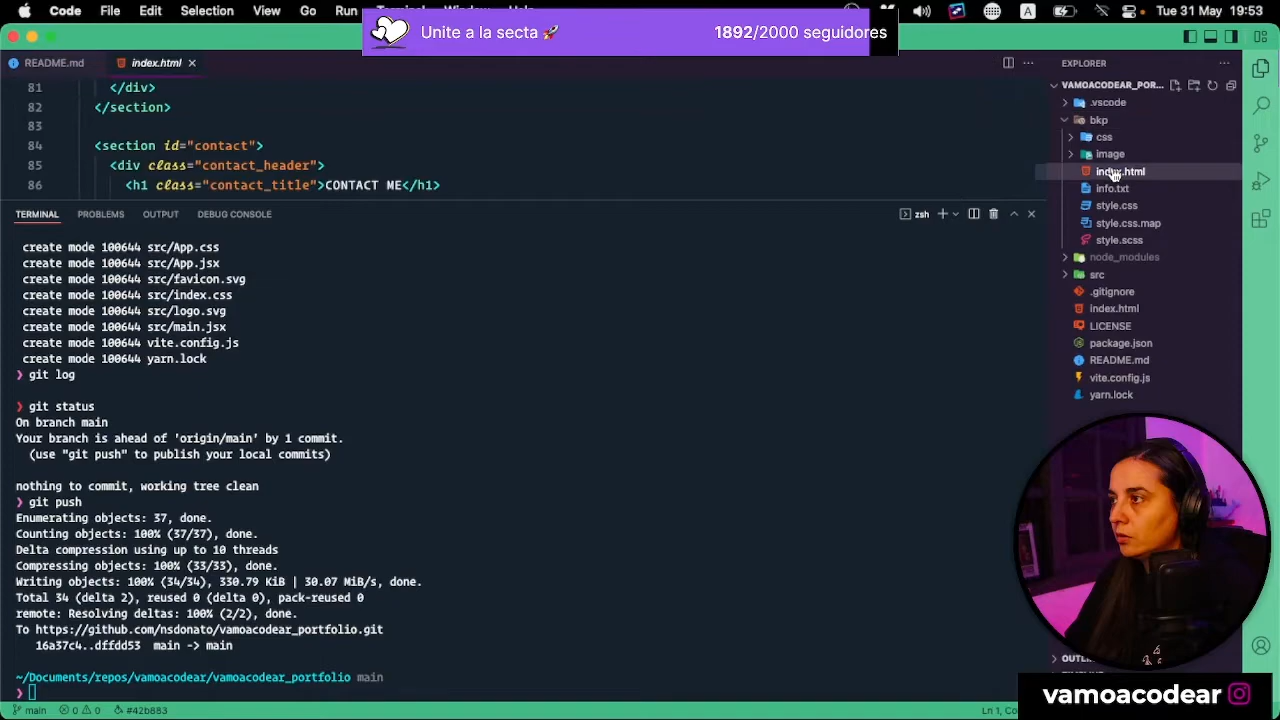 Code File Edit Selection View Go Run Terminal Window Help
Tue 31 May 19:53
Unite a la secta 🚀 1892/2000 seguidores
README.md index.html
81 </div>
82 </section>
83
84 <section id="contact">
85 <div class="contact_header">
86 <h1 class="contact_title">CONTACT ME</h1>
TERMINAL PROBLEMS OUTPUT DEBUG CONSOLE zsh
create mode 100644 src/App.css
create mode 100644 src/App.jsx
create mode 100644 src/favicon.svg
create mode 100644 src/index.css
create mode 100644 src/logo.svg
create mode 100644 src/main.jsx
create mode 100644 vite.config.js
create mode 100644 yarn.lock
❯ git log
❯ git status
On branch main
Your branch is ahead of 'origin/main' by 1 commit.
(use "git push" to publish your local commits)
nothing to commit, working tree clean
❯ git push
Enumerating objects: 37, done.
Counting objects: 100% (37/37), done.
Delta compression using up to 10 threads
Compressing objects: 100% (33/33), done.
Writing objects: 100% (34/34), 330.79 KiB | 30.07 MiB/s, done.
Total 34 (delta 2), reused 0 (delta 0), pack-reused 0
remote: Resolving deltas: 100% (2/2), done.
To https://github.com/nsdonato/vamoacodear_portfolio.git
16a37c4..dffdd53 main -> main
~/Documents/repos/vamoacodear/vamoacodear_portfolio main
❯
main 0 0 #42b883
Ln 1, Co
EXPLORER
VAMOACODEAR_POR...
.vscode
bkp
css
image
index.html
info.txt
style.css
style.css.map
style.scss
node_modules
src
.gitignore
index.html
LICENSE
package.json
README.md
vite.config.js
yarn.lock
OUTL
vamoacodear